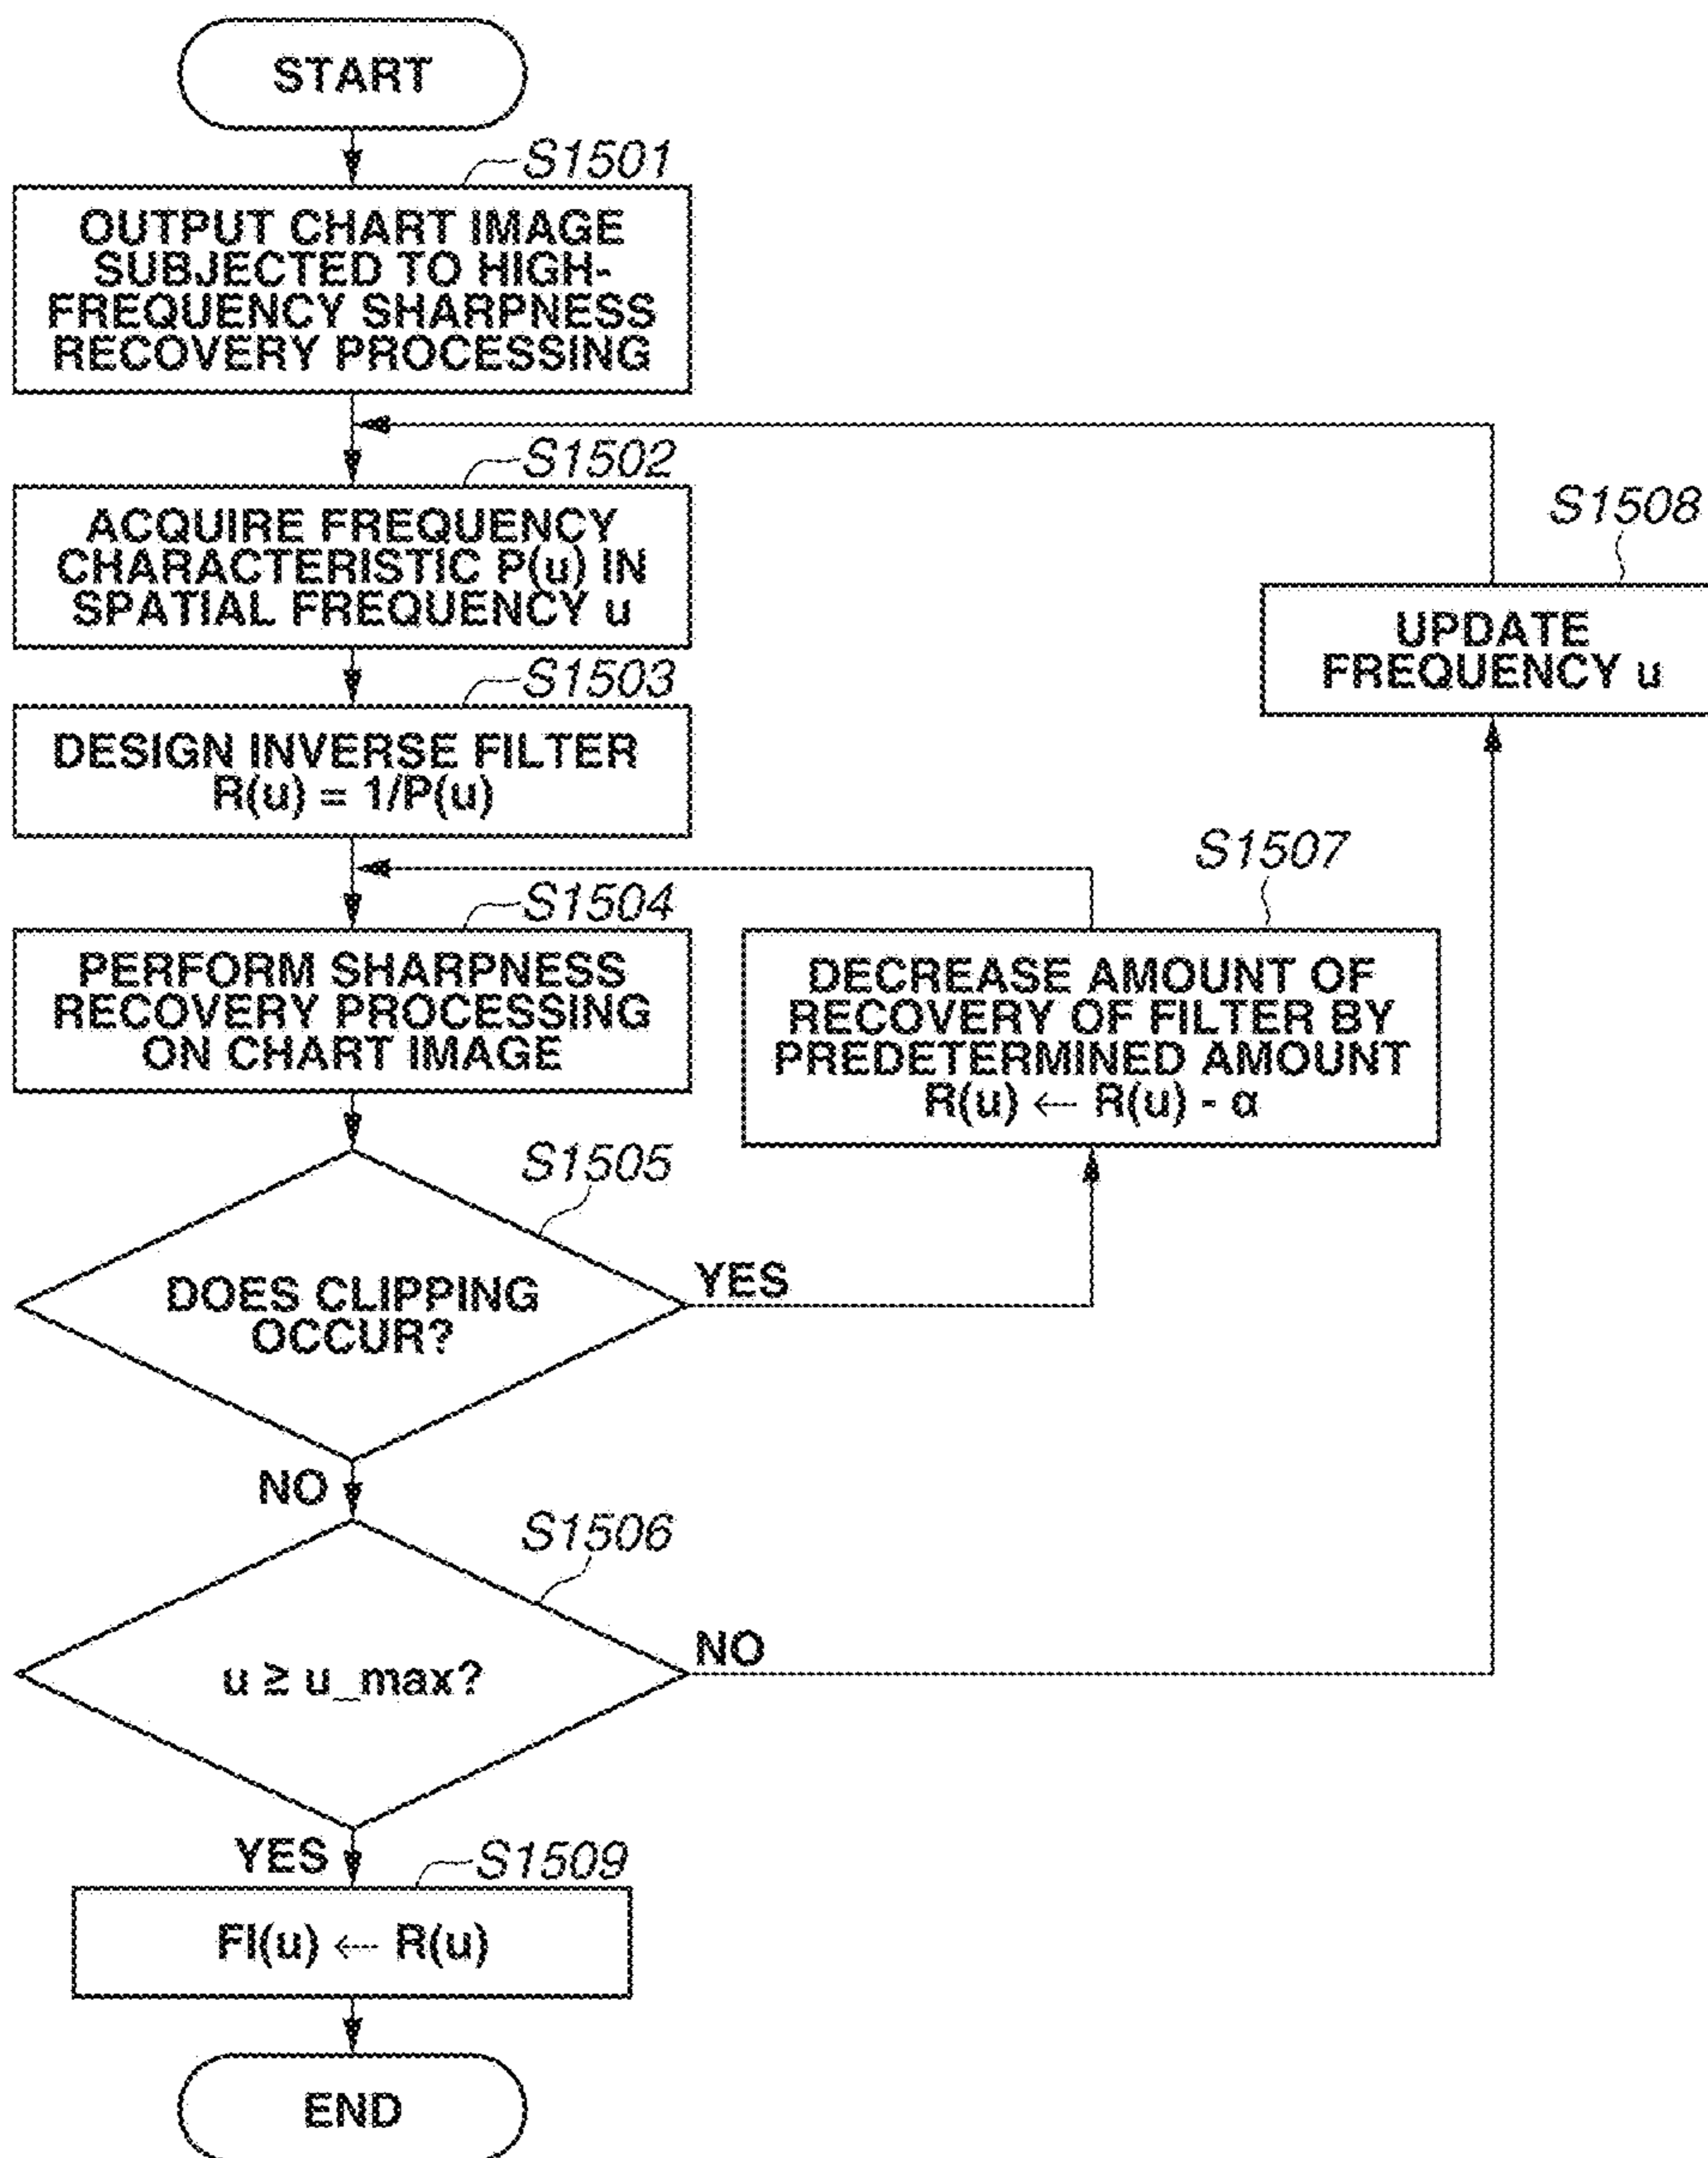 START
S1501
OUTPUT CHART IMAGE
SUBJECTED TO HIGH-
FREQUENCY SHARPNESS
RECOVERY PROCESSING
S1502
ACQUIRE FREQUENCY
CHARACTERISTIC P(u) IN
SPATIAL FREQUENCY u
S1508
UPDATE
FREQUENCY u
S1503
DESIGN INVERSE FILTER
R(u) = 1/P(u)
S1504
PERFORM SHARPNESS
RECOVERY PROCESSING
ON CHART IMAGE
S1507
DECREASE AMOUNT OF
RECOVERY OF FILTER BY
PREDETERMINED AMOUNT
R(u) ← R(u) - α
S1505
DOES CLIPPING
OCCUR?
YES
NO
S1506
u ≥ u_max?
NO
YES
S1509
FI(u) ← R(u)
END